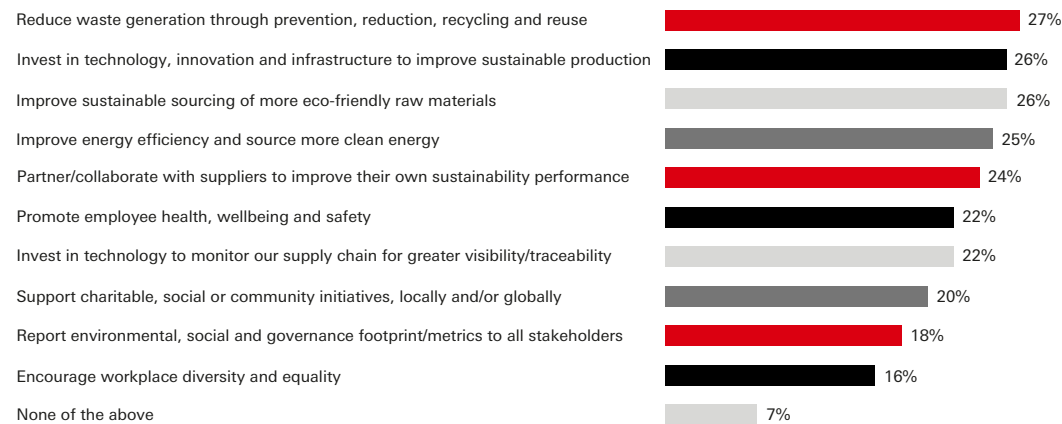 Reduce waste generation through prevention, reduction, recycling and reuse 27%
Invest in technology, innovation and infrastructure to improve sustainable production 26%
Improve sustainable sourcing of more eco-friendly raw materials 26%
Improve energy efficiency and source more clean energy 25%
Partner/collaborate with suppliers to improve their own sustainability performance 24%
Promote employee health, wellbeing and safety 22%
Invest in technology to monitor our supply chain for greater visibility/traceability 22%
Support charitable, social or community initiatives, locally and/or globally 20%
Report environmental, social and governance footprint/metrics to all stakeholders 18%
Encourage workplace diversity and equality 16%
None of the above 7%